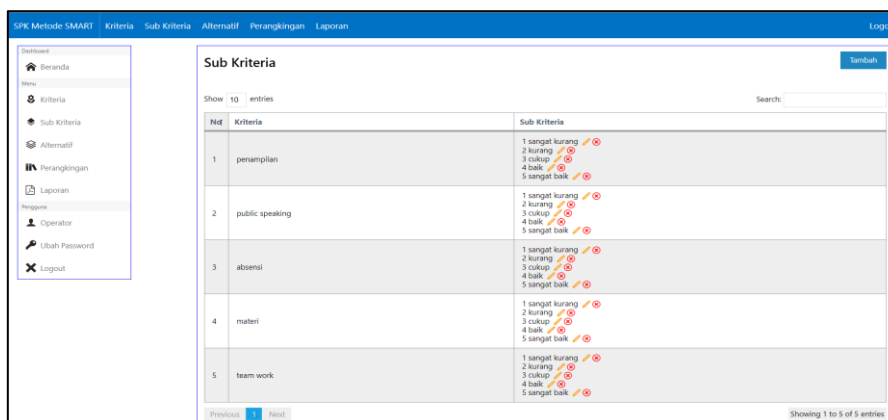 SPK Metode SMART Kriteria Sub Kriteria Alternatif Perangkingan Laporan Logo
Dashboard
Beranda
Menu
Kriteria
Sub Kriteria
Alternatif
Perangkingan
Laporan
Pengguna
Operator
Ubah Password
Logout
Sub Kriteria Tambah
Show 10 entries Search:
No Kriteria Sub Kriteria
1 penampilan
1 sangat kurang
2 kurang
3 cukup
4 baik
5 sangat baik
2 public speaking
1 sangat kurang
2 kurang
3 cukup
4 baik
5 sangat baik
3 absensi
1 sangat kurang
2 kurang
3 cukup
4 baik
5 sangat baik
4 materi
1 sangat kurang
2 kurang
3 cukup
4 baik
5 sangat baik
5 team work
1 sangat kurang
2 kurang
3 cukup
4 baik
5 sangat baik
Previous 1 Next Showing 1 to 5 of 5 entries